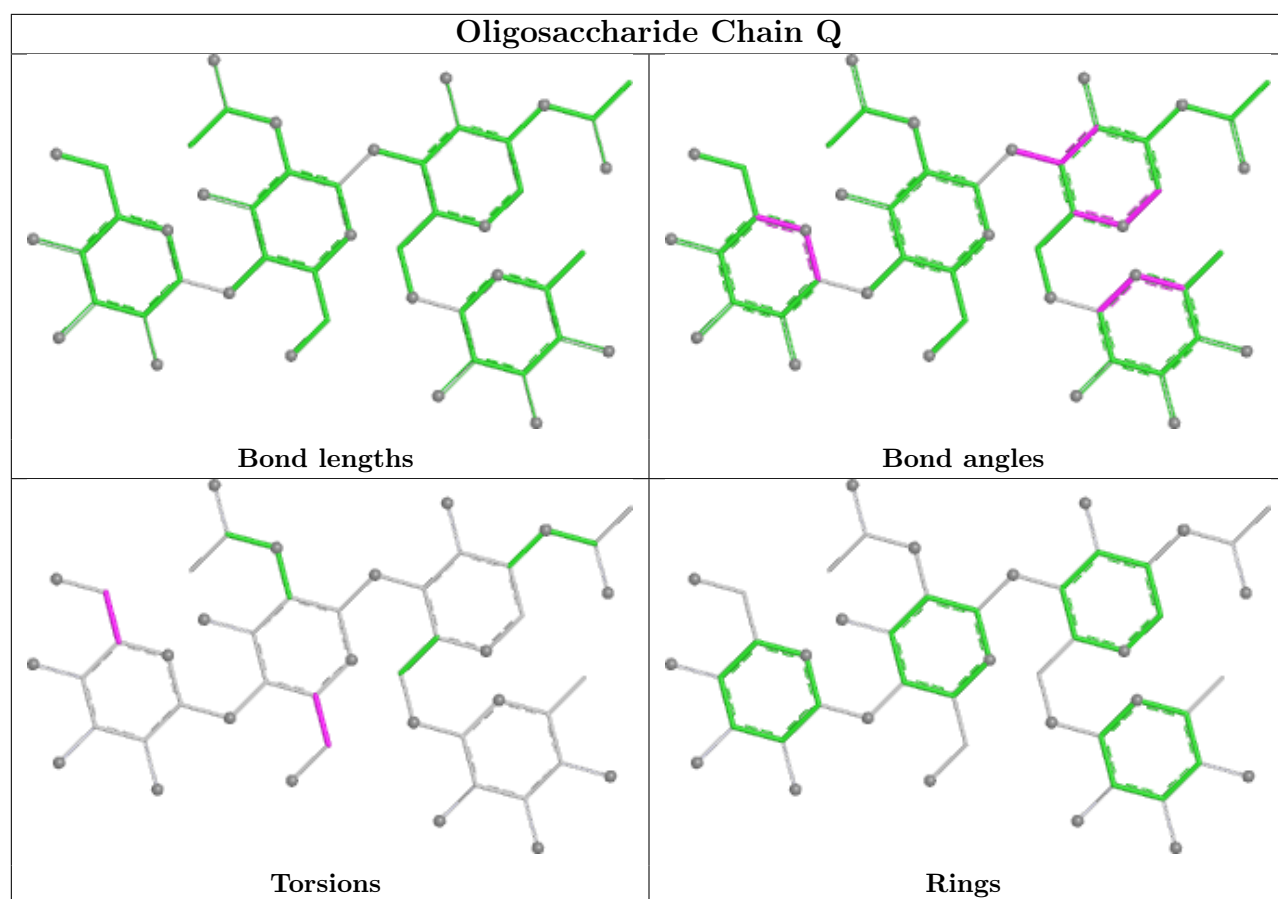 Oligosaccharide Chain Q
Bond lengths
Bond angles
Torsions
Rings